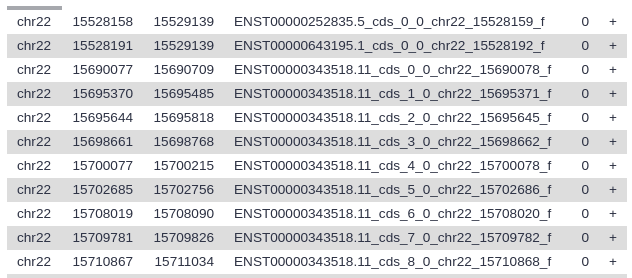 chr22 15528158 15529139 ENST00000252835.5_cds_0_0_chr22_15528159_f 0 +
chr22 15528191 15529139 ENST00000643195.1_cds_0_0_chr22_15528192_f 0 +
chr22 15690077 15690709 ENST00000343518.11_cds_0_0_chr22_15690078_f 0 +
chr22 15695370 15695485 ENST00000343518.11_cds_1_0_chr22_15695371_f 0 +
chr22 15695644 15695818 ENST00000343518.11_cds_2_0_chr22_15695645_f 0 +
chr22 15698661 15698768 ENST00000343518.11_cds_3_0_chr22_15698662_f 0 +
chr22 15700077 15700215 ENST00000343518.11_cds_4_0_chr22_15700078_f 0 +
chr22 15702685 15702756 ENST00000343518.11_cds_5_0_chr22_15702686_f 0 +
chr22 15708019 15708090 ENST00000343518.11_cds_6_0_chr22_15708020_f 0 +
chr22 15709781 15709826 ENST00000343518.11_cds_7_0_chr22_15709782_f 0 +
chr22 15710867 15711034 ENST00000343518.11_cds_8_0_chr22_15710868_f 0 +